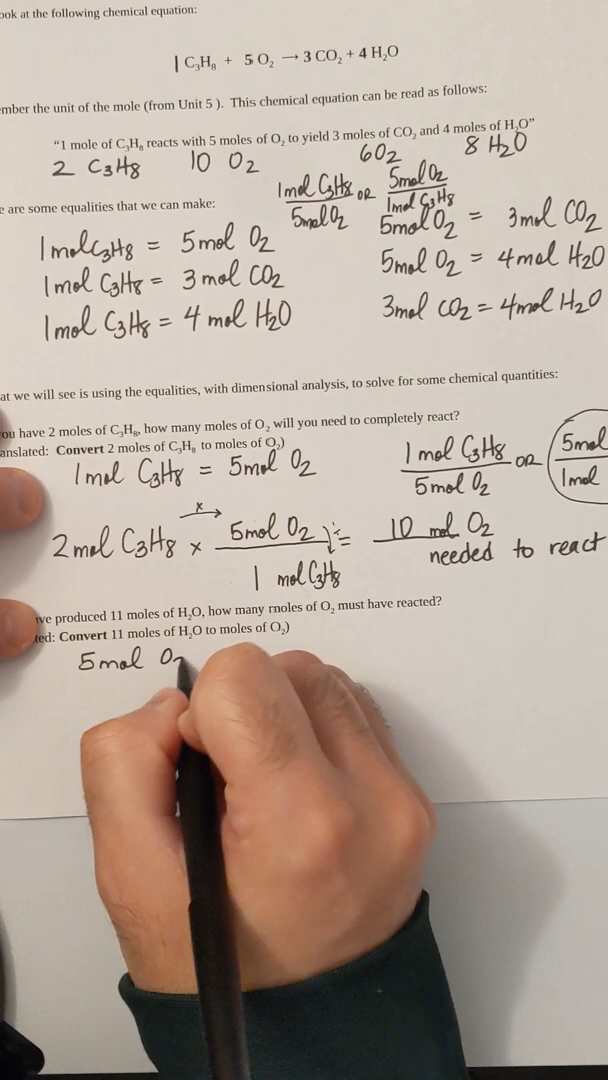 ook at the following chemical equation:
1 C₃H₈ + 5 O₂ → 3 CO₂ + 4 H₂O
mber the unit of the mole (from Unit 5 ). This chemical equation can be read as follows:
“1 mole of C₃H₈ reacts with 5 moles of O₂ to yield 3 moles of CO₂ and 4 moles of H₂O”
2 C₃H₈ 10 O₂ 6O₂ 8 H₂O
1mol C₃H₈ / 5mol O₂ OR 5mol O₂ / 1mol C₃H₈
e are some equalities that we can make:
1molC₃H₈ = 5mol O₂
5mol O₂ = 3mol CO₂
1mol C₃H₈ = 3 mol CO₂
5mol O₂ = 4mol H₂O
1mol C₃H₈ = 4 mol H₂O
3mol CO₂ = 4mol H₂O
at we will see is using the equalities, with dimensional analysis, to solve for some chemical quantities:
ou have 2 moles of C₃H₈, how many moles of O₂ will you need to completely react?
anslated: Convert 2 moles of C₃H₈ to moles of O₂)
1mol C₃H₈ = 5mol O₂
1mol C₃H₈ / 5mol O₂ OR 5mol / 1mol
x →
2mol C₃H₈ x 5mol O₂ / 1 mol C₃H₈ = 10 mol O₂
needed to react
ve produced 11 moles of H₂O, how many moles of O₂ must have reacted?
ted: Convert 11 moles of H₂O to moles of O₂)
5mol O₂